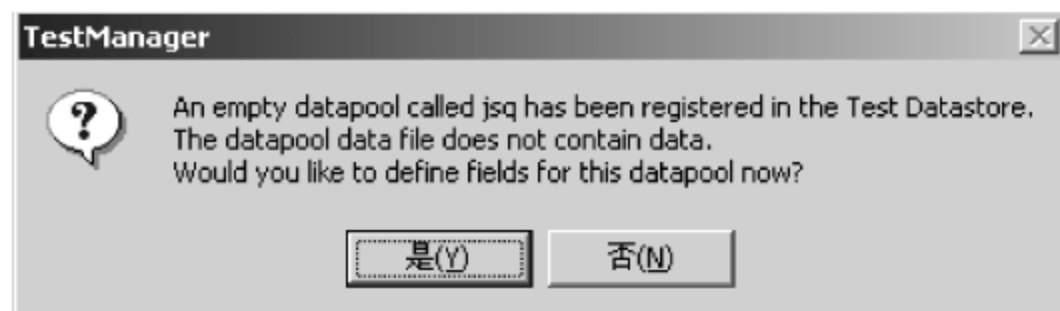 TestManager
An empty datapool called jsq has been registered in the Test Datastore.
The datapool data file does not contain data.
Would you like to define fields for this datapool now?
是(Y) 否(N)